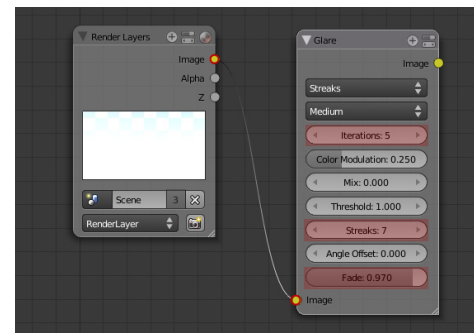 Render Layers
Image
Alpha
Z
Scene
3
RenderLayer
Glare
Image
Streaks
Medium
Iterations: 5
Color Modulation: 0.250
Mix: 0.000
Threshold: 1.000
Streaks: 7
Angle Offset: 0.000
Fade: 0.970
Image